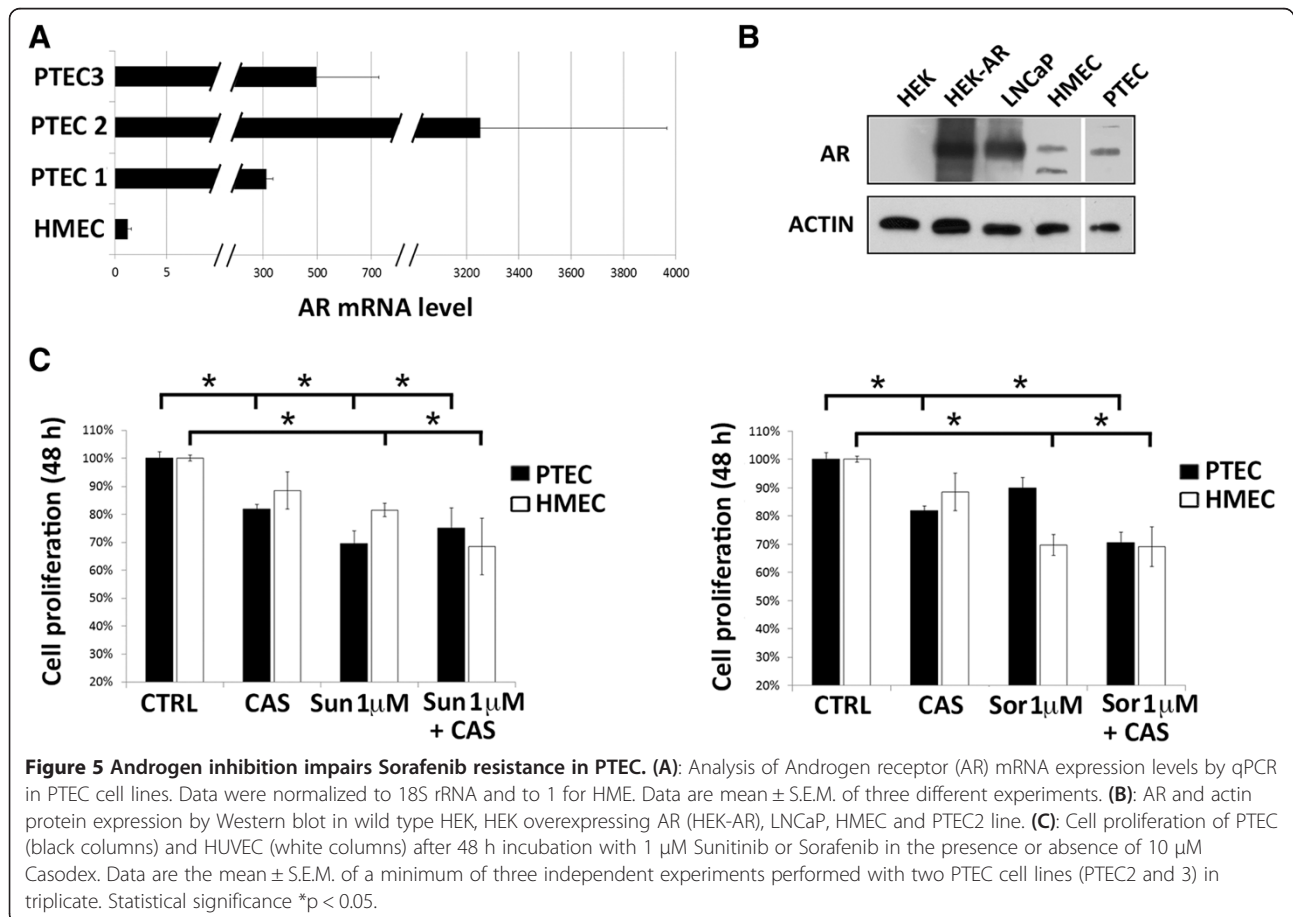 A
PTEC3
PTEC 2
PTEC 1
HMEC
0 5 300 500 700 3200 3400 3600 3800 4000
AR mRNA level
B
HEK HEK-AR LNCaP HMEC PTEC
AR
ACTIN
C
* * *
* *
110%
100%
90%
80%
70%
60%
50%
40%
30%
20%
Cell proliferation (48 h)
PTEC
HMEC
CTRL CAS Sun 1µM Sun 1µM
+ CAS
* *
* *
110%
100%
90%
80%
70%
60%
50%
40%
30%
20%
Cell proliferation (48 h)
PTEC
HMEC
CTRL CAS Sor 1µM Sor 1µM
+ CAS
Figure 5 Androgen inhibition impairs Sorafenib resistance in PTEC. (A): Analysis of Androgen receptor (AR) mRNA expression levels by qPCR
in PTEC cell lines. Data were normalized to 18S rRNA and to 1 for HME. Data are mean ± S.E.M. of three different experiments. (B): AR and actin
protein expression by Western blot in wild type HEK, HEK overexpressing AR (HEK-AR), LNCaP, HMEC and PTEC2 line. (C): Cell proliferation of PTEC
(black columns) and HUVEC (white columns) after 48 h incubation with 1 µM Sunitinib or Sorafenib in the presence or absence of 10 µM
Casodex. Data are the mean ± S.E.M. of a minimum of three independent experiments performed with two PTEC cell lines (PTEC2 and 3) in
triplicate. Statistical significance *p < 0.05.